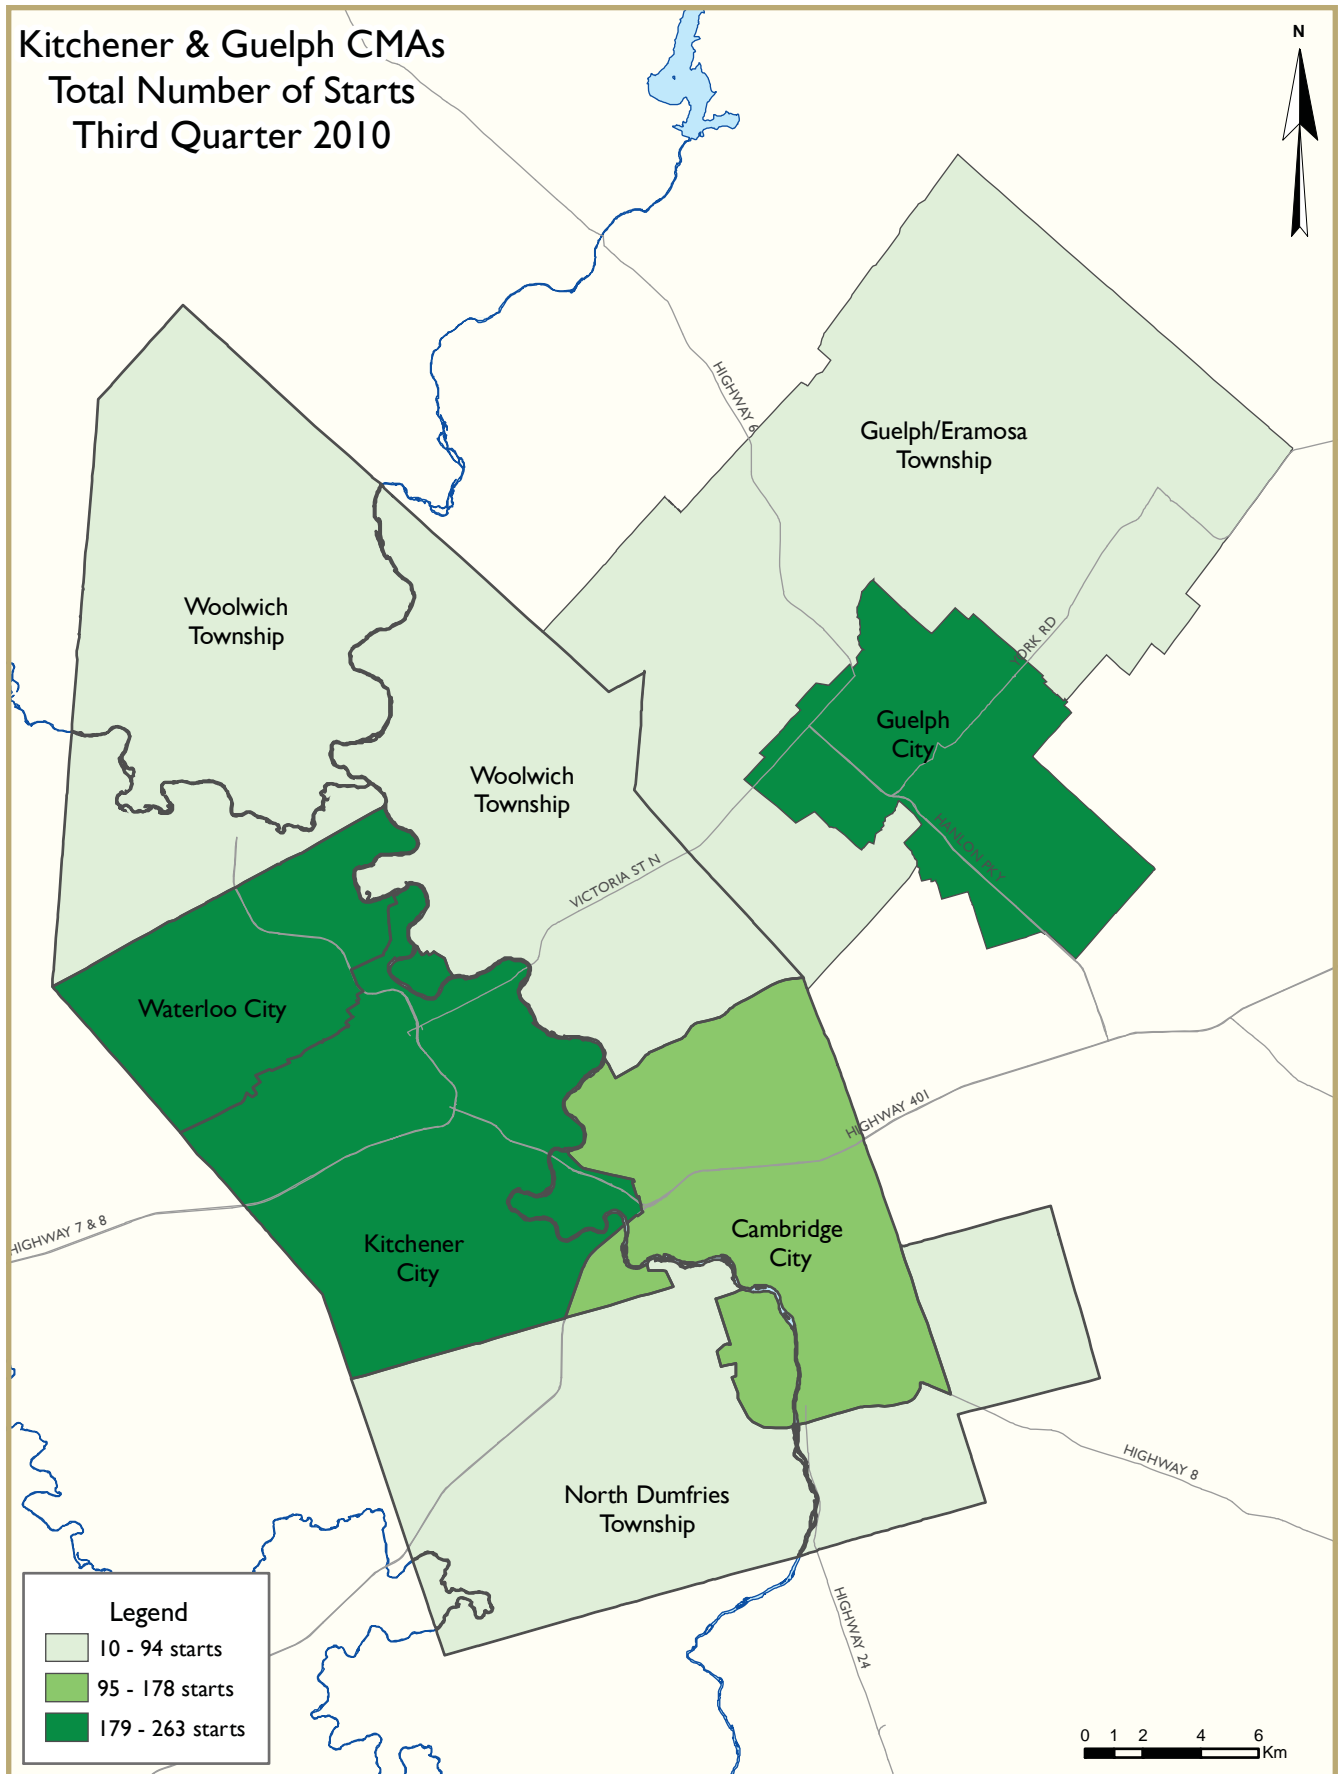 Kitchener & Guelph CMAs
Total Number of Starts
Third Quarter 2010
N
HIGHWAY 6
Guelph/Eramosa
Township
Woolwich
Township
YORK RD
Guelph
City
Woolwich
Township
HANLON PKY
VICTORIA ST N
Waterloo City
HIGHWAY 401
HIGHWAY 7 & 8
Kitchener
City
Cambridge
City
HIGHWAY 8
North Dumfries
Township
HIGHWAY 24
Legend
10 - 94 starts
95 - 178 starts
179 - 263 starts
0 1 2 4 6
Km